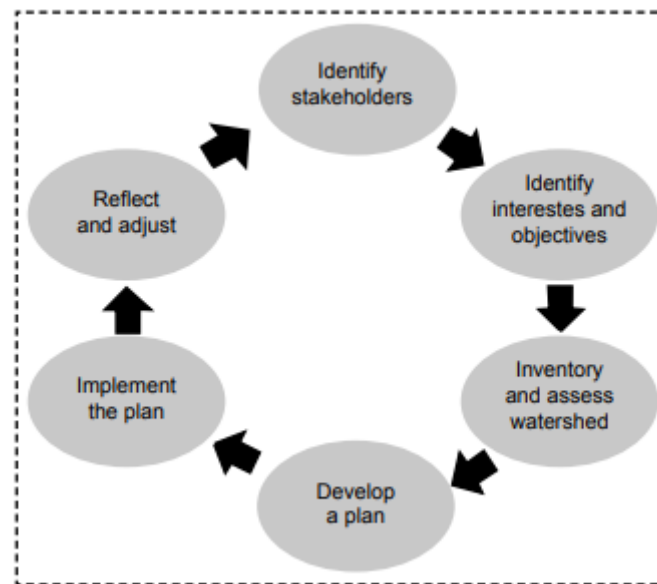 Identify
stakeholders
Identify
interestes and
objectives
Inventory
and assess
watershed
Develop
a plan
Implement
the plan
Reflect
and adjust